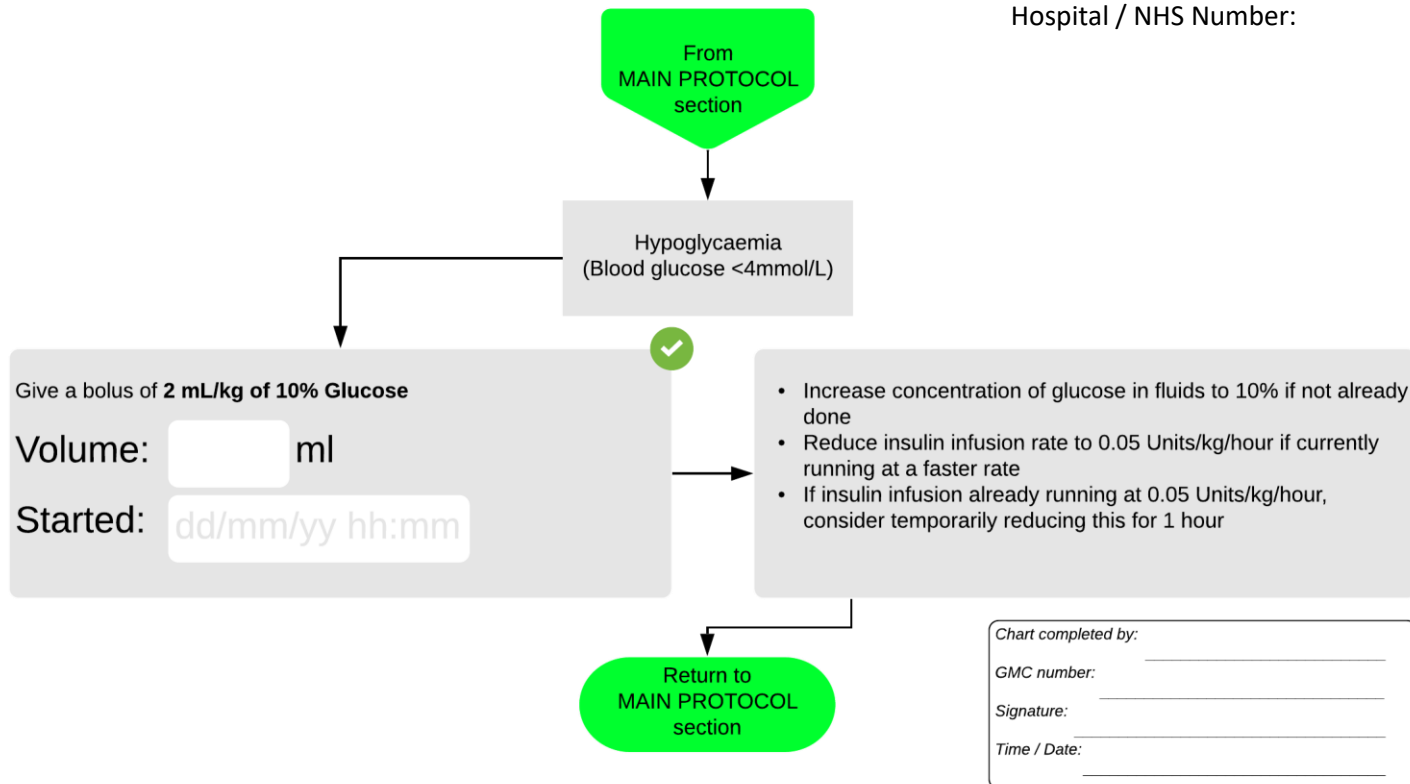 Hospital / NHS Number:
From
MAIN PROTOCOL
section
Hypoglycaemia
(Blood glucose <4mmol/L)
Give a bolus of 2 mL/kg of 10% Glucose
Volume: ml
Started: dd/mm/yy hh:mm
• Increase concentration of glucose in fluids to 10% if not already
done
• Reduce insulin infusion rate to 0.05 Units/kg/hour if currently
running at a faster rate
• If insulin infusion already running at 0.05 Units/kg/hour,
consider temporarily reducing this for 1 hour
Return to
MAIN PROTOCOL
section
Chart completed by:
GMC number:
Signature:
Time / Date: